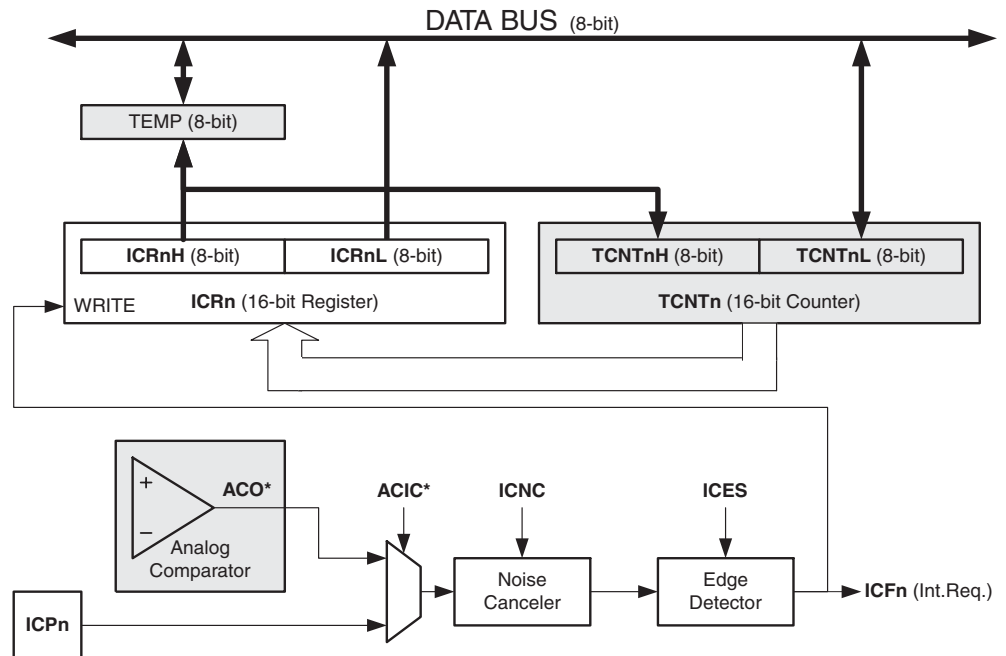 DATA BUS (8-bit)
TEMP (8-bit)
ICRnH (8-bit)
ICRnL (8-bit)
TCNTnH (8-bit)
TCNTnL (8-bit)
WRITE
ICRn (16-bit Register)
TCNTn (16-bit Counter)
+
−
ACO*
Analog
Comparator
ACIC*
ICNC
ICES
Noise
Canceler
Edge
Detector
ICFn (Int.Req.)
ICPn